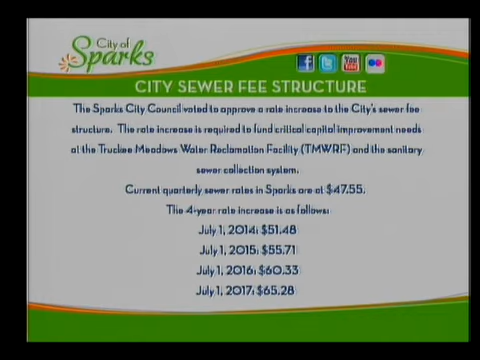 City of
Sparks
You
Tube
CITY SEWER FEE STRUCTURE
The Sparks City Council voted to approve a rate increase to the City's sewer fee
structure. The rate increase is required to fund critical capital improvement needs
at the Truckee Meadows Water Reclamation Facility (TMWRF) and the sanitary
sewer collection system.
Current quarterly sewer rates in Sparks are at $47.55.
The 4-year rate increase is as follows:
July 1, 2014: $51.48
July 1, 2015: $55.71
July 1, 2016: $60.33
July 1, 2017: $65.28